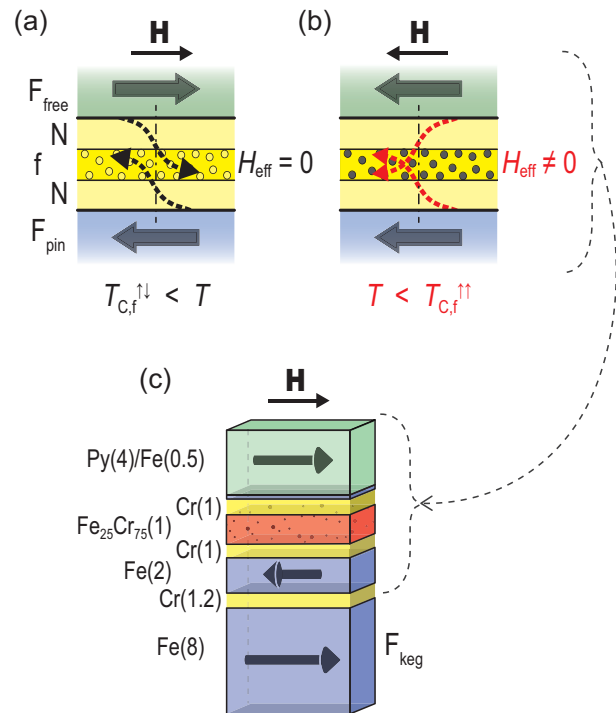 (a)
H
F_free
N
f
N
F_pin
H_eff = 0
T_C,f^↑↓ < T
(b)
H
H_eff ≠ 0
T < T_C,f^↑↑
(c)
H
Py(4)/Fe(0.5)
Cr(1)
Fe₂₅Cr₇₅(1)
Cr(1)
Fe(2)
Cr(1.2)
Fe(8)
F_keg